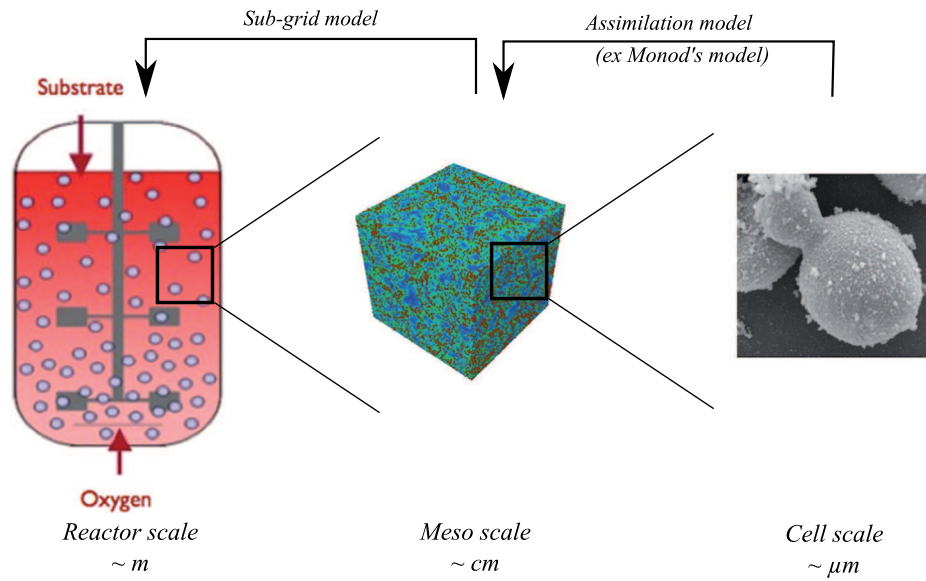 Sub-grid model
Assimilation model
(ex Monod's model)
Substrate
Oxygen
Reactor scale
~ m
Meso scale
~ cm
Cell scale
~ µm